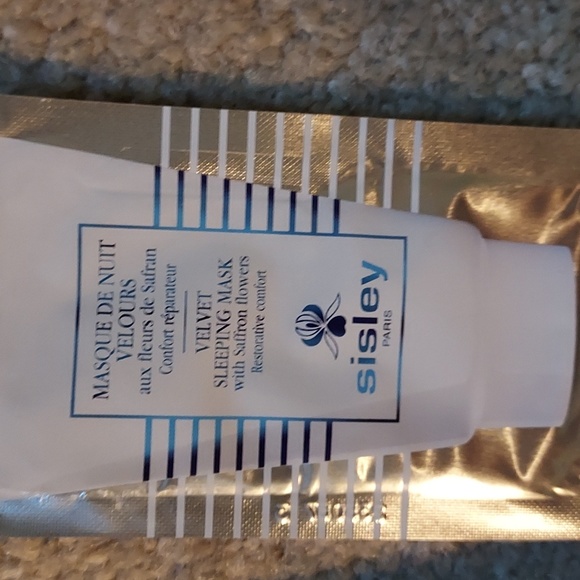 MASQUE DE NUIT
VELOURS
aux fleurs de Safran
Confort réparateur
VELVET
SLEEPING MASK
with Saffron flowers
Restorative comfort
sisley
PARIS